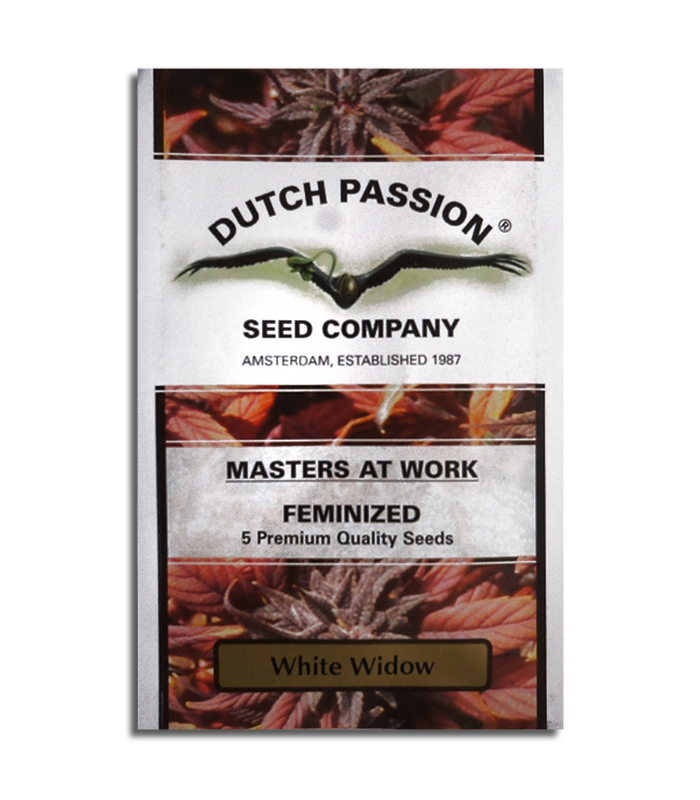 DUTCH PASSION®
SEED COMPANY
AMSTERDAM, ESTABLISHED 1987
MASTERS AT WORK
FEMINIZED
5 Premium Quality Seeds
White Widow